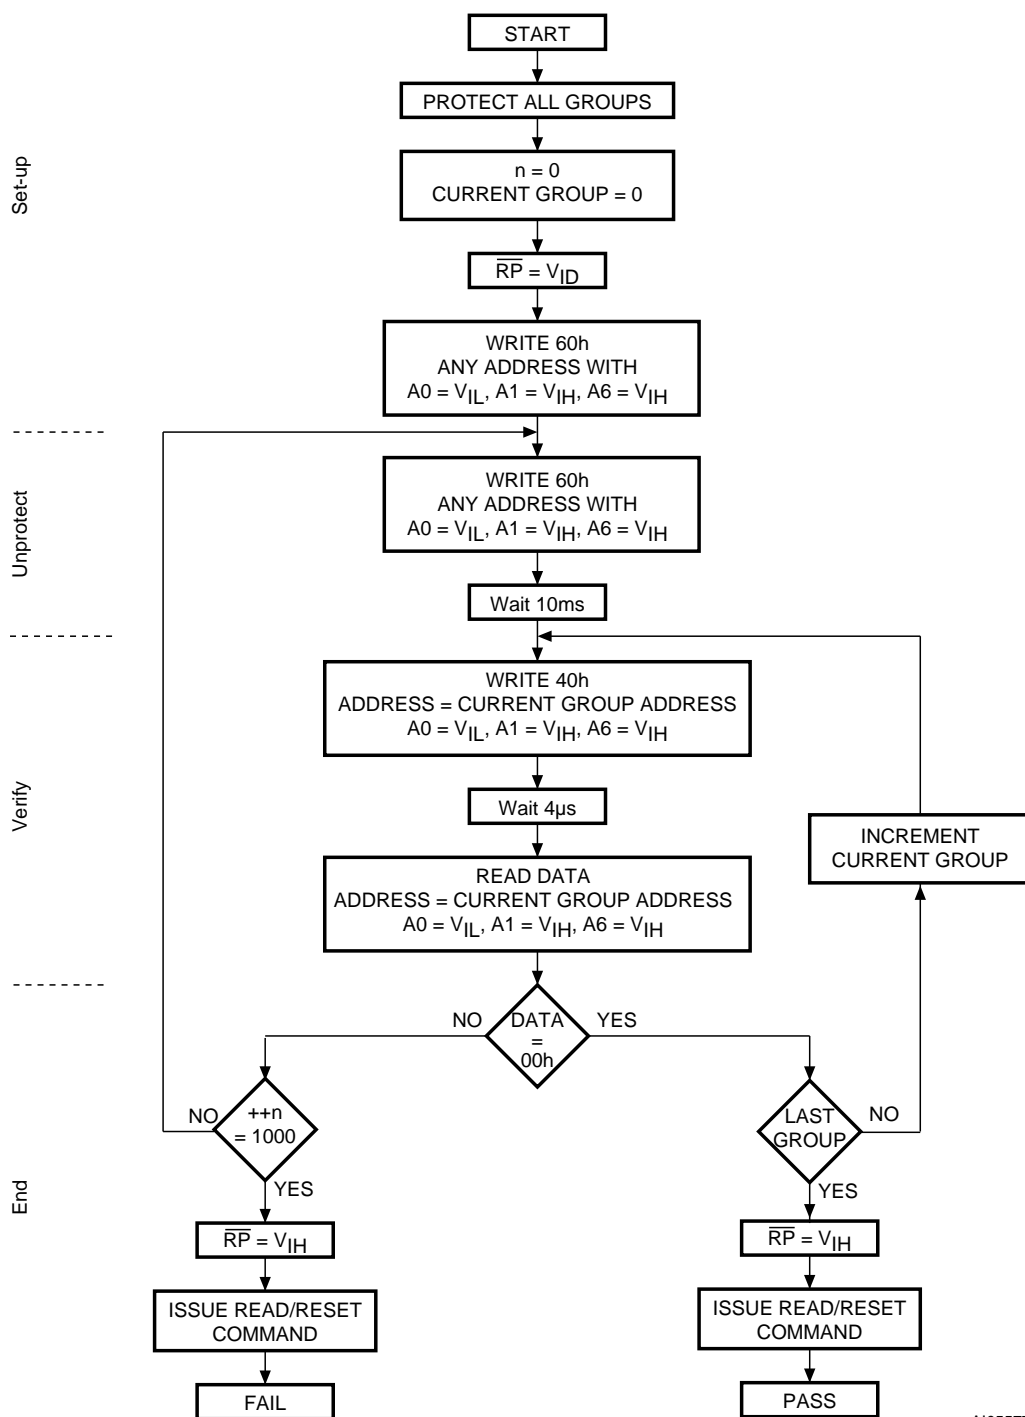 START
PROTECT ALL GROUPS
Set-up
n = 0
CURRENT GROUP = 0
RP = VID
WRITE 60h
ANY ADDRESS WITH
A0 = VIL, A1 = VIH, A6 = VIH
Unprotect
WRITE 60h
ANY ADDRESS WITH
A0 = VIL, A1 = VIH, A6 = VIH
Wait 10ms
Verify
WRITE 40h
ADDRESS = CURRENT GROUP ADDRESS
A0 = VIL, A1 = VIH, A6 = VIH
Wait 4µs
INCREMENT
CURRENT GROUP
READ DATA
ADDRESS = CURRENT GROUP ADDRESS
A0 = VIL, A1 = VIH, A6 = VIH
End
NO
DATA
=
00h
YES
NO
++n
= 1000
YES
LAST
GROUP
NO
YES
RP = VIH
RP = VIH
ISSUE READ/RESET
COMMAND
ISSUE READ/RESET
COMMAND
FAIL
PASS